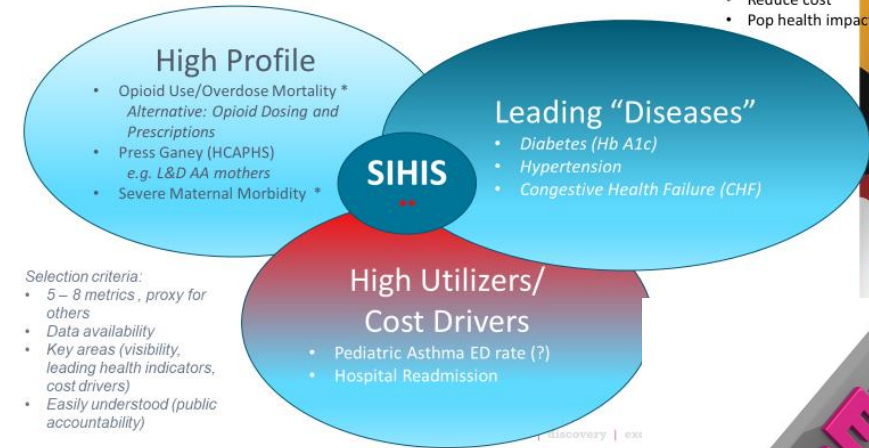 • Reduce cost
• Pop health impac
High Profile
• Opioid Use/Overdose Mortality *
Alternative: Opioid Dosing and
Prescriptions
• Press Ganey (HCAPHS)
e.g. L&D AA mothers
• Severe Maternal Morbidity *
Leading “Diseases”
• Diabetes (Hb A1c)
• Hypertension
• Congestive Health Failure (CHF)
SIHIS
**
High Utilizers/
Cost Drivers
• Pediatric Asthma ED rate (?)
• Hospital Readmission
Selection criteria:
• 5 – 8 metrics , proxy for
others
• Data availability
• Key areas (visibility,
leading health indicators,
cost drivers)
• Easily understood (public
accountability)
| discovery | exc